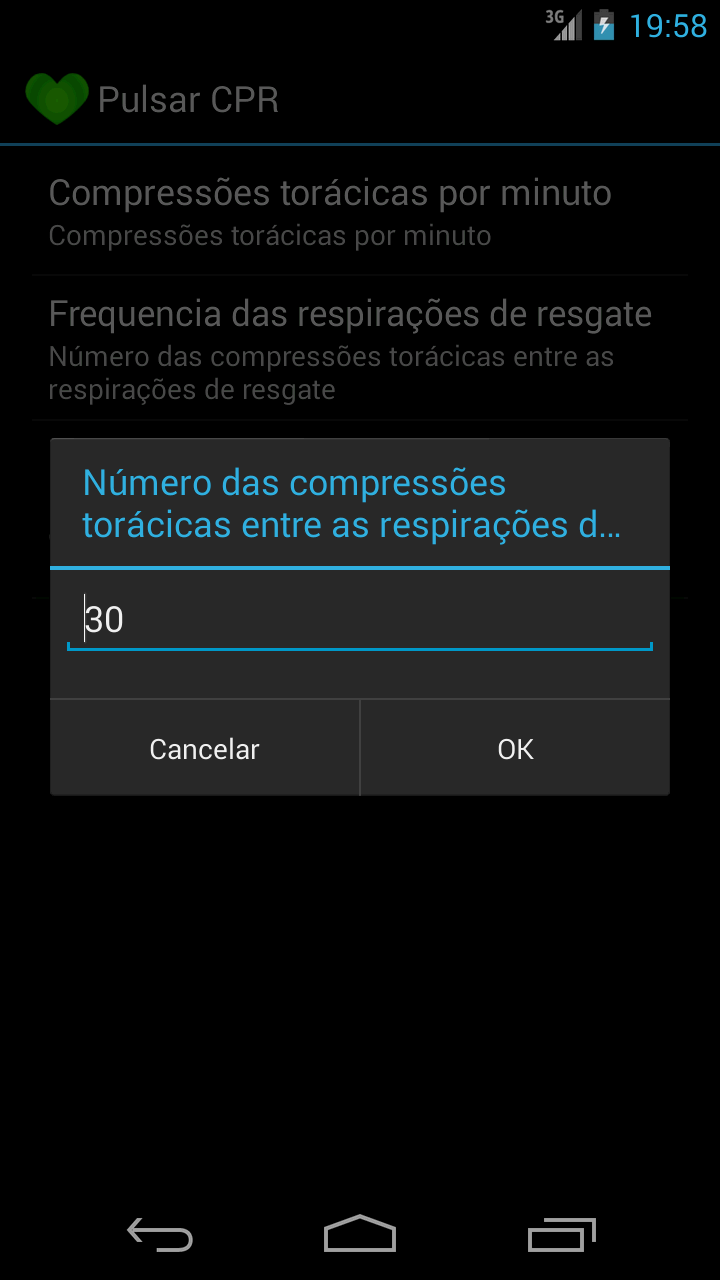 3G
19:58
Pulsar CPR
Compressões torácicas por minuto
Compressões torácicas por minuto
Frequencia das respirações de resgate
Número das compressões torácicas entre as
respirações de resgate
Número das compressões
torácicas entre as respirações d...
30
Cancelar
OK